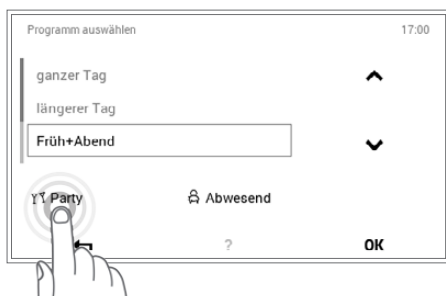 Programm auswählen 17:00
ganzer Tag
längerer Tag
Früh+Abend
Party Abwesend
? OK